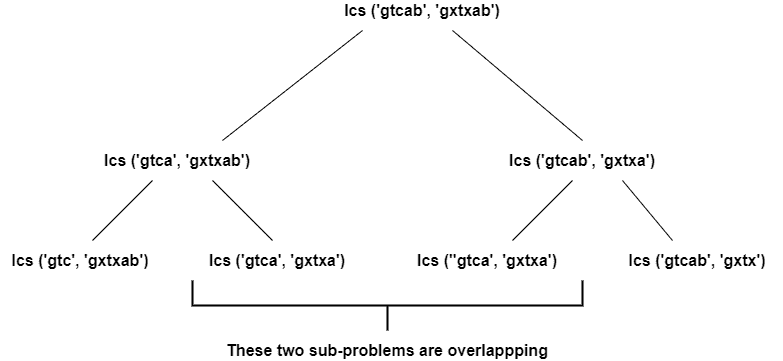 lcs ('gtcab', 'gxtxab')
lcs ('gtca', 'gxtxab') lcs ('gtcab', 'gxtxa')
lcs ('gtc', 'gxtxab') lcs ('gtca', 'gxtxa') lcs (''gtca', 'gxtxa') lcs ('gtcab', 'gxtx')
These two sub-problems are overlappping